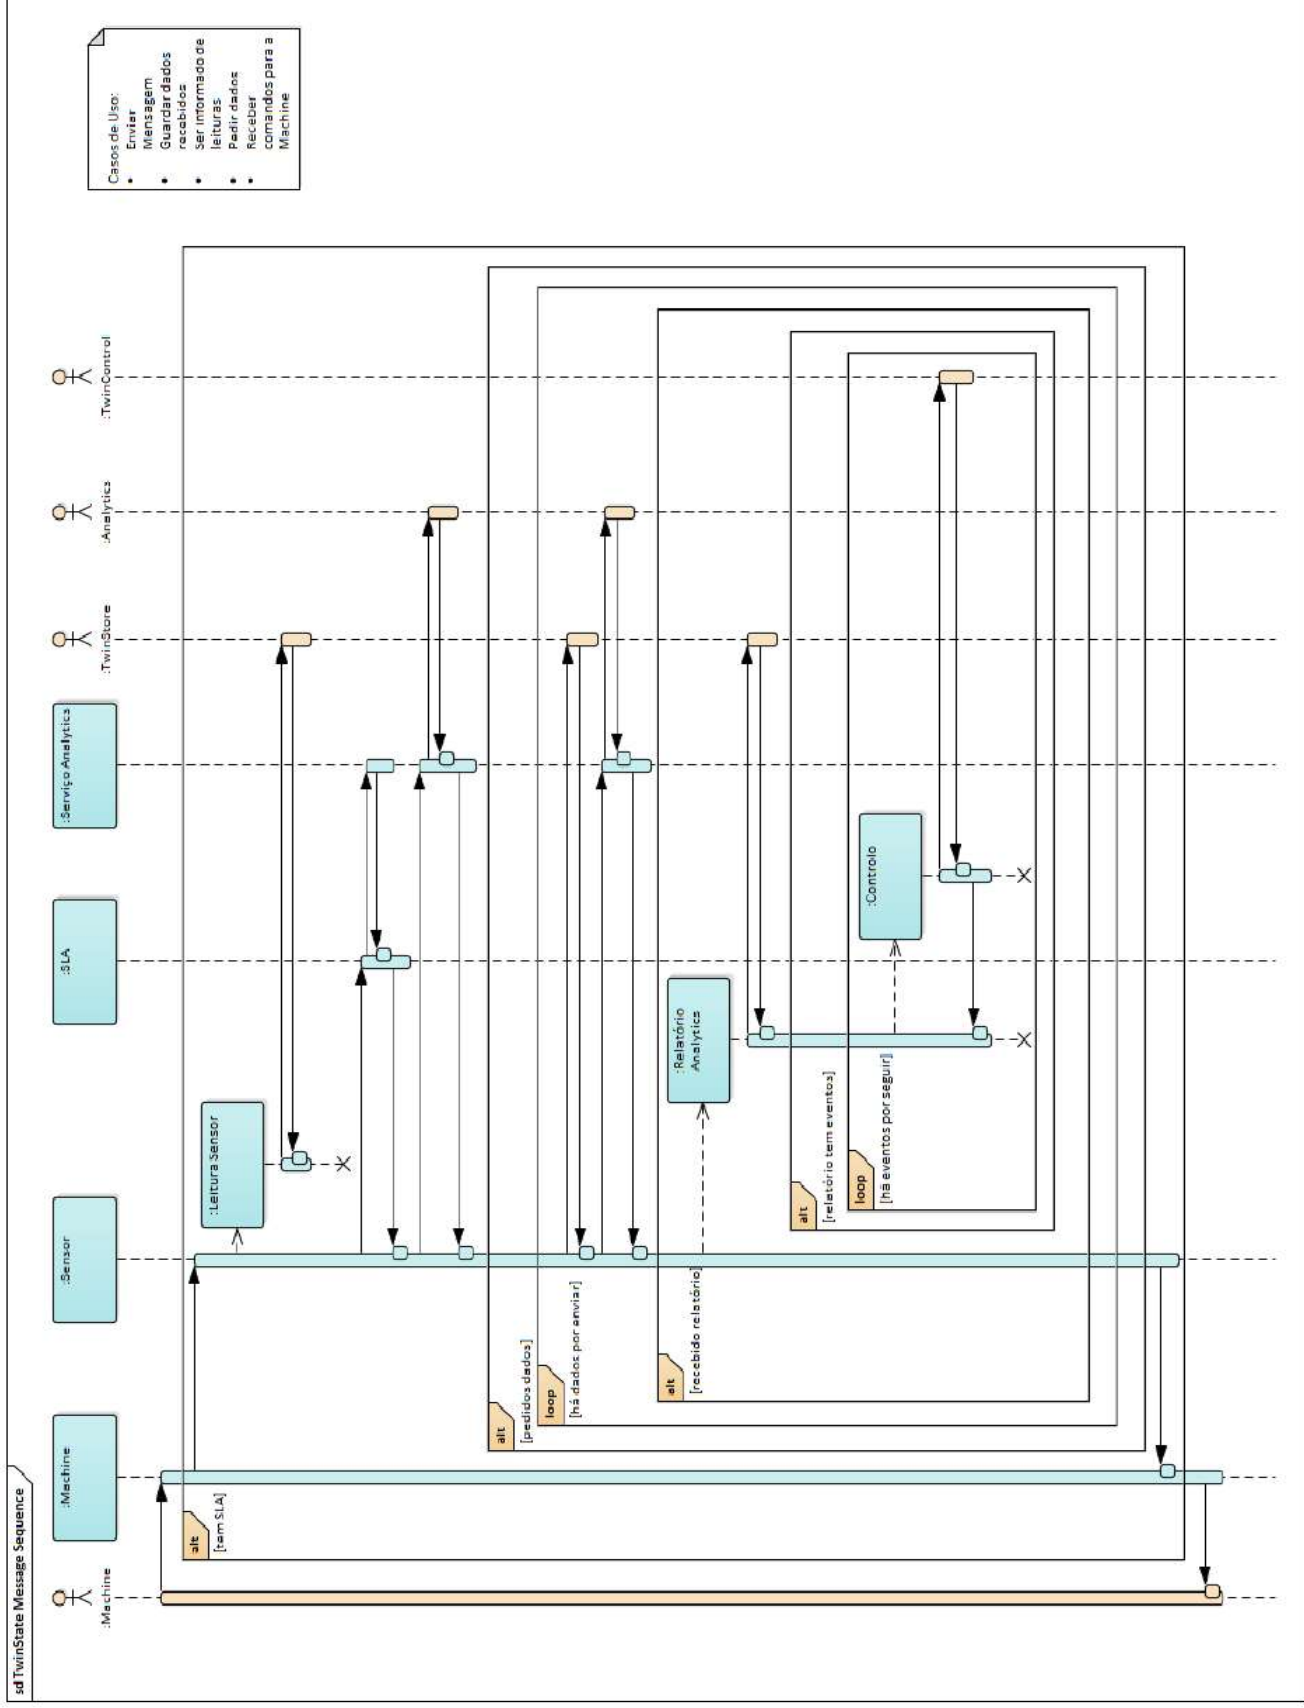 sd TwinState Message Sequence
:Machine
:Machine
:Sensor
:SLA
:Serviço Analytics
:TwinStore
:Analytics
:TwinControl
Casos de Uso:
• Enviar
Mensagem
• Guardar dados
recebidos
• Ser informado de
leituras
• Pedir dados
• Receber
comandos para a
Machine
alt
[tem SLA]
:Leitura Sensor
alt
[pedidos dados]
loop
[há dados por enviar]
alt
[recebido relatório]
:Relatório
Analytics
alt
[relatório tem eventos]
loop
[há eventos por seguir]
:Controlo